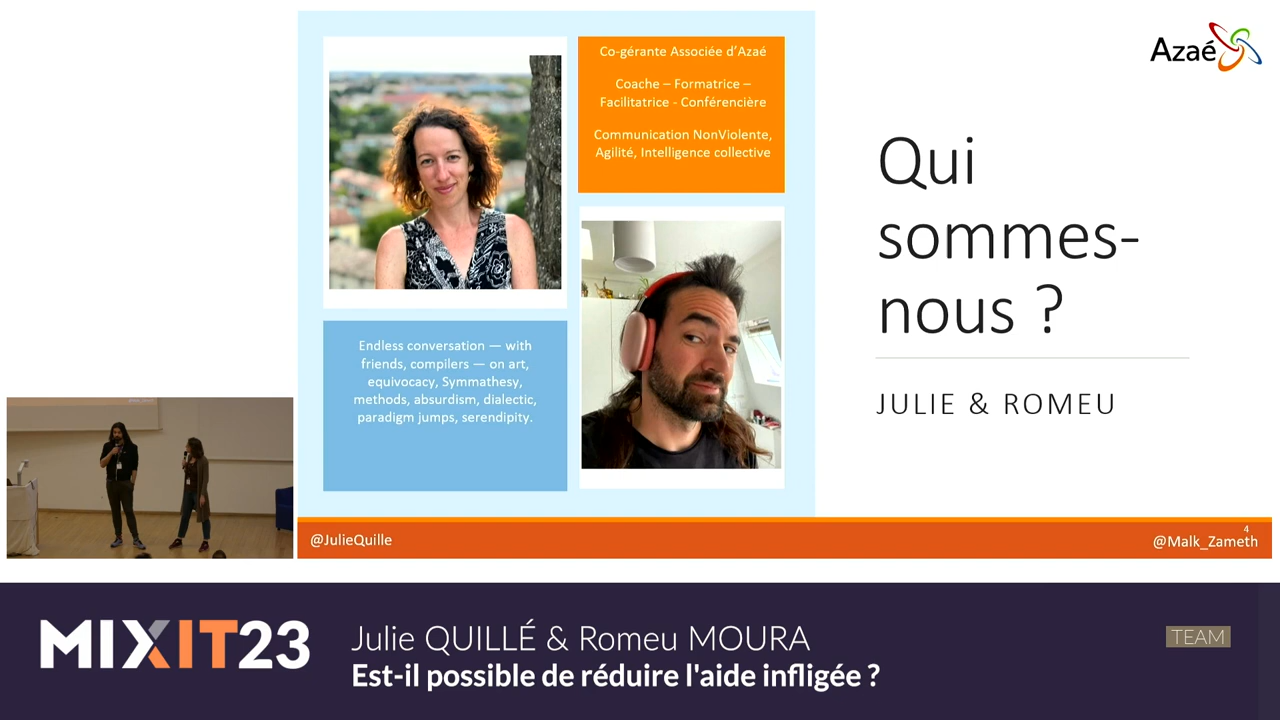 Azaé
Co-gérante Associée d'Azaé
Coache – Formatrice –
Facilitatrice - Conférencière
Communication NonViolente,
Agilité, Intelligence collective
Endless conversation — with
friends, compilers — on art,
equivocacy, Symmathesy,
methods, absurdism, dialectic,
paradigm jumps, serendipity.
Qui
sommes-
nous ?
JULIE & ROMEU
@JulieQuille
4
@Malk_Zameth
MIXIT23
Julie QUILLÉ & Romeu MOURA
Est-il possible de réduire l'aide infligée ?
TEAM